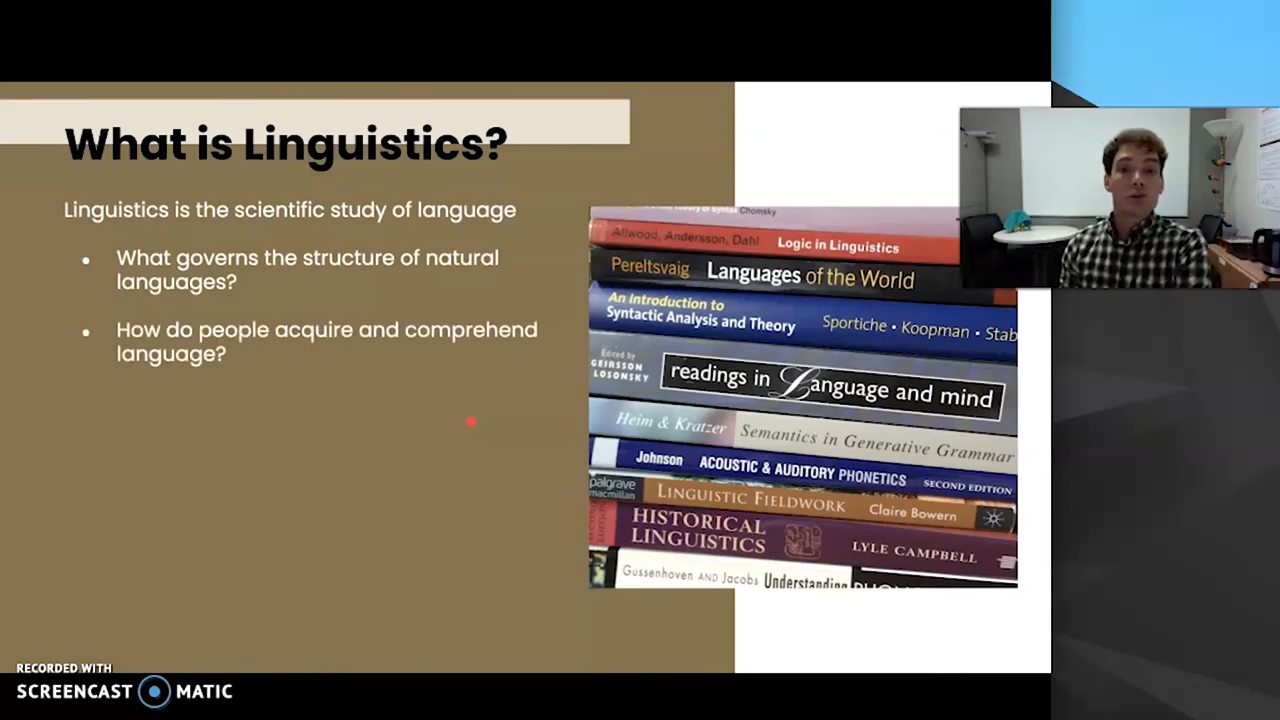 What is Linguistics?
Linguistics is the scientific study of language
What governs the structure of natural
languages?
How do people acquire and comprehend
language?
Chomsky
Allwood, Andersson, Dahl Logic in Linguistics
Pereltsvaig Languages of the World
An Introduction to
Syntactic Analysis and Theory Sportiche • Koopman • Stab
Edited by
GEIRSSON
LOSONSKY
readings in Language and mind
Heim & Kratzer Semantics in Generative Grammar
Johnson ACOUSTIC & AUDITORY PHONETICS SECOND EDITION
palgrave
macmillan
LINGUISTIC FIELDWORK Claire Bowern
HISTORICAL
LINGUISTICS
LYLE CAMPBELL
Gussenhoven AND Jacobs Understanding
RECORDED WITH
SCREENCAST MATIC